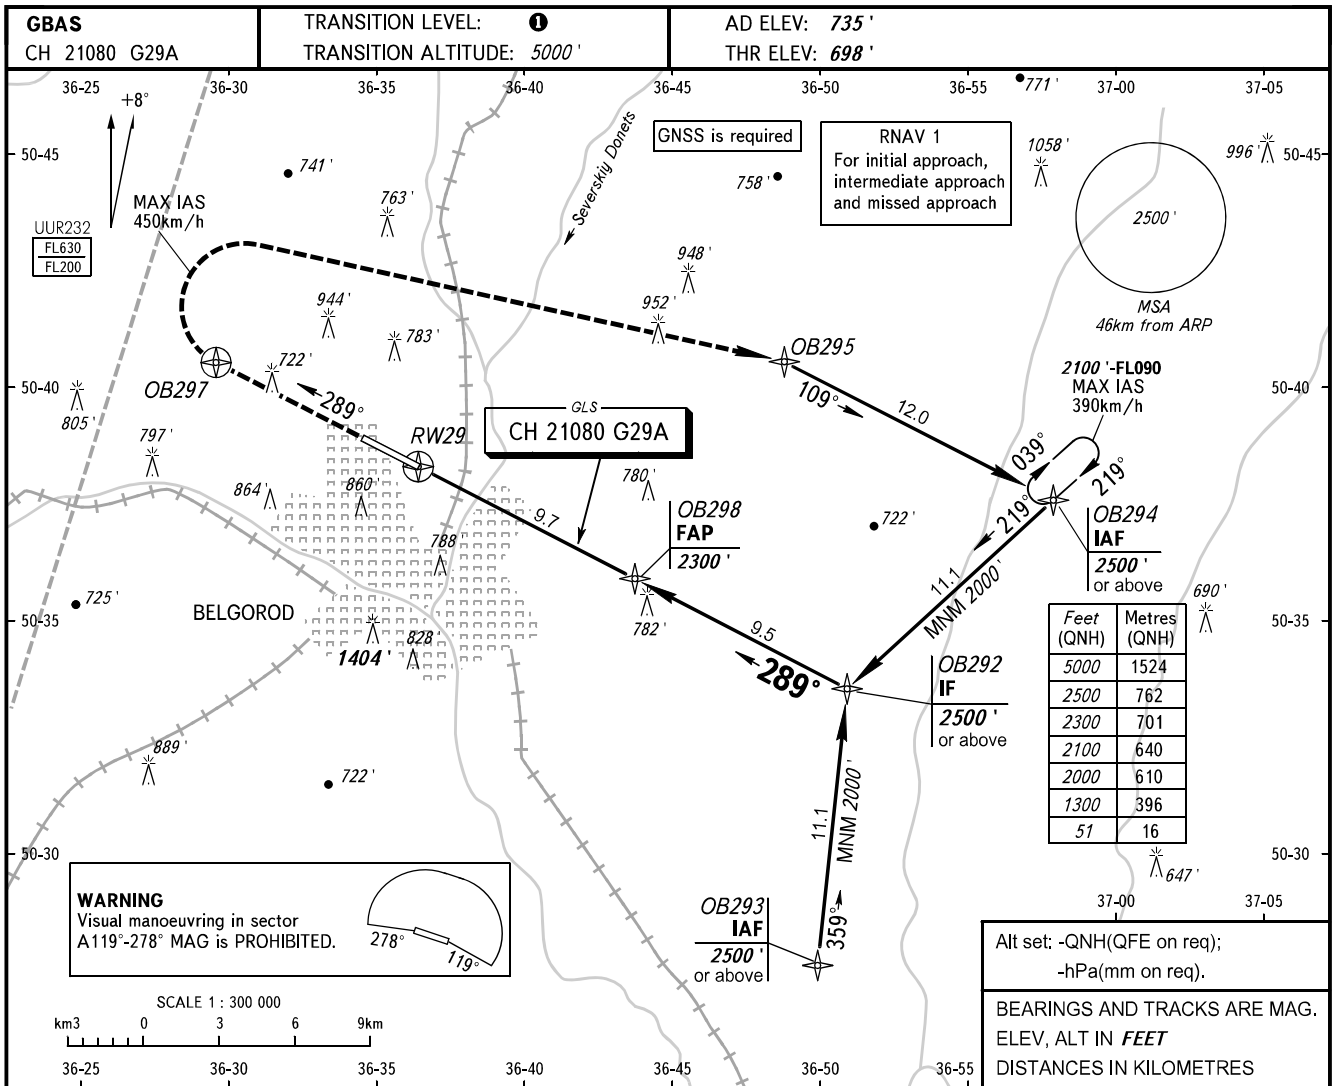 GBAS
CH 21080 G29A
TRANSITION LEVEL: 1
TRANSITION ALTITUDE: 5000 '
AD ELEV: 735 '
THR ELEV: 698 '
36-25
36-30
36-35
36-40
36-45
36-50
36-55
37-00
37-05
771 '
+8°
50-45
741 '
763 '
Severskiy Donets
GNSS is required
758 '
RNAV 1
For initial approach,
intermediate approach
and missed approach
1058 '
996 '
50-45
MAX IAS
450km/h
UUR232
FL630
FL200
2500 '
948 '
944 '
952 '
MSA
46km from ARP
783 '
OB295
722 '
2100 '-FL090
MAX IAS
390km/h
50-40
OB297
289°
109°
12.0
50-40
805 '
GLS
CH 21080 G29A
797 '
RW29
039°
219°
219°
864 '
860 '
780 '
9.7
OB298
FAP
2300 '
722 '
OB294
IAF
2500 '
or above
788 '
11.1
MNM 2000'
725 '
BELGOROD
782 '
690 '
50-35
50-35
9.5
1404 '
828 '
289°
OB292
IF
2500 '
or above
Feet (QNH) Metres (QNH)
5000 1524
2500 762
2300 701
2100 640
2000 610
1300 396
51 16
889 '
722 '
11.1
MNM 2000'
50-30
50-30
647 '
WARNING
Visual manoeuvring in sector
A119°-278° MAG is PROHIBITED.
278°
119°
OB293
IAF
2500 '
or above
359°
37-00
37-05
Alt set: -QNH(QFE on req);
-hPa(mm on req).
SCALE 1 : 300 000
km3 0 3 6 9km
BEARINGS AND TRACKS ARE MAG.
ELEV, ALT IN FEET
DISTANCES IN KILOMETRES
36-25
36-30
36-35
36-40
36-45
36-50
36-55